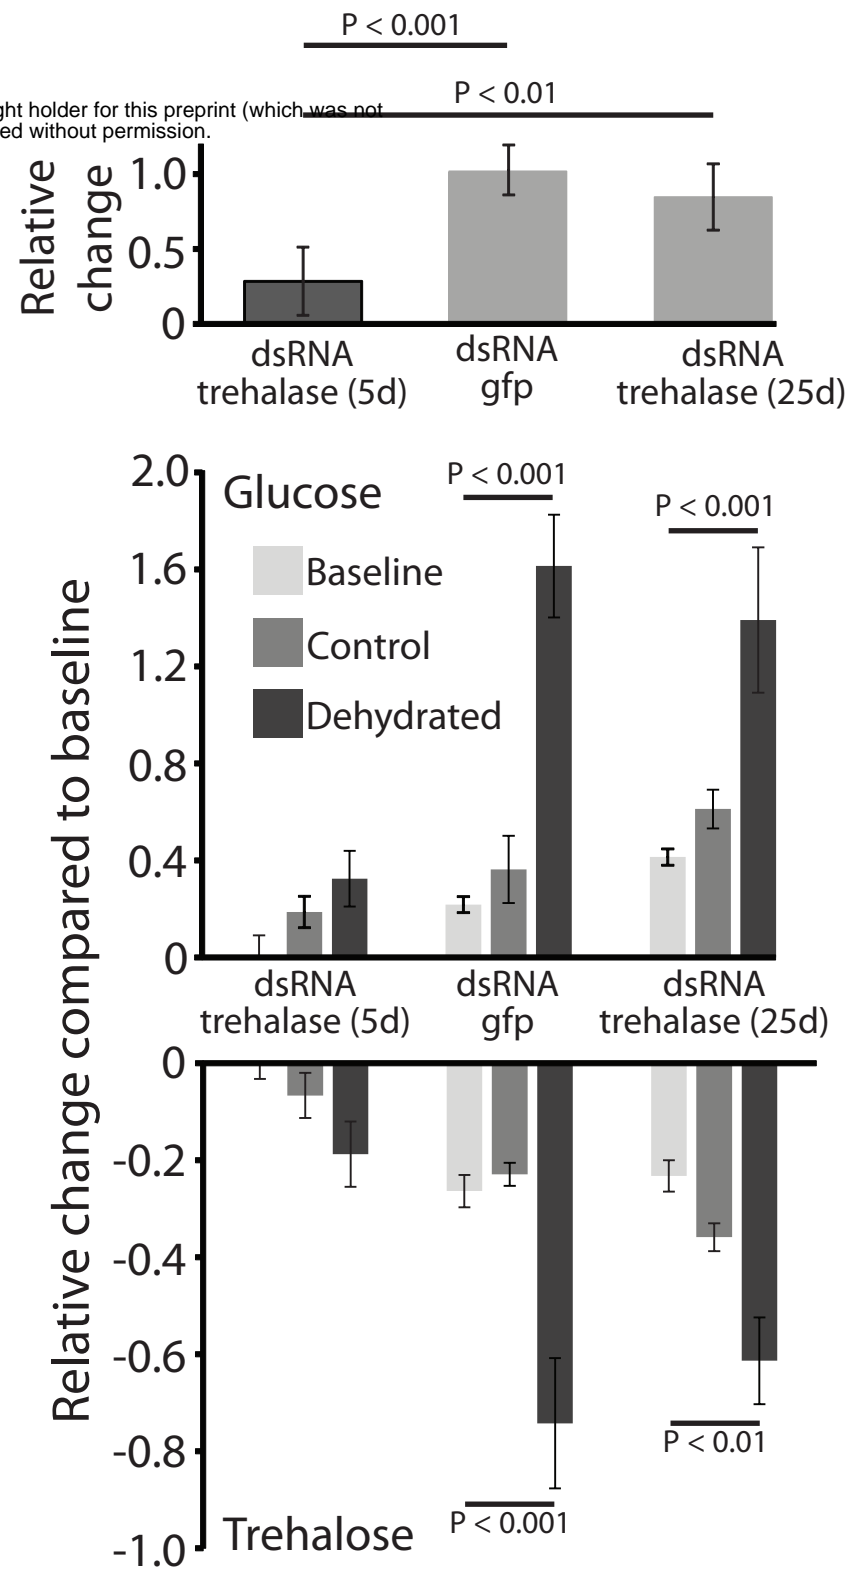 P < 0.001
P < 0.01
ght holder for this preprint (which was not
ed without permission.
Relative
change
1.0
0.5
0
dsRNA
trehalase (5d)
dsRNA
gfp
dsRNA
trehalase (25d)
Relative change compared to baseline
2.0
1.6
1.2
0.8
0.4
0
Glucose
Baseline
Control
Dehydrated
P < 0.001
P < 0.001
dsRNA
trehalase (5d)
dsRNA
gfp
dsRNA
trehalase (25d)
0
-0.2
-0.4
-0.6
-0.8
-1.0
P < 0.01
P < 0.001
Trehalose